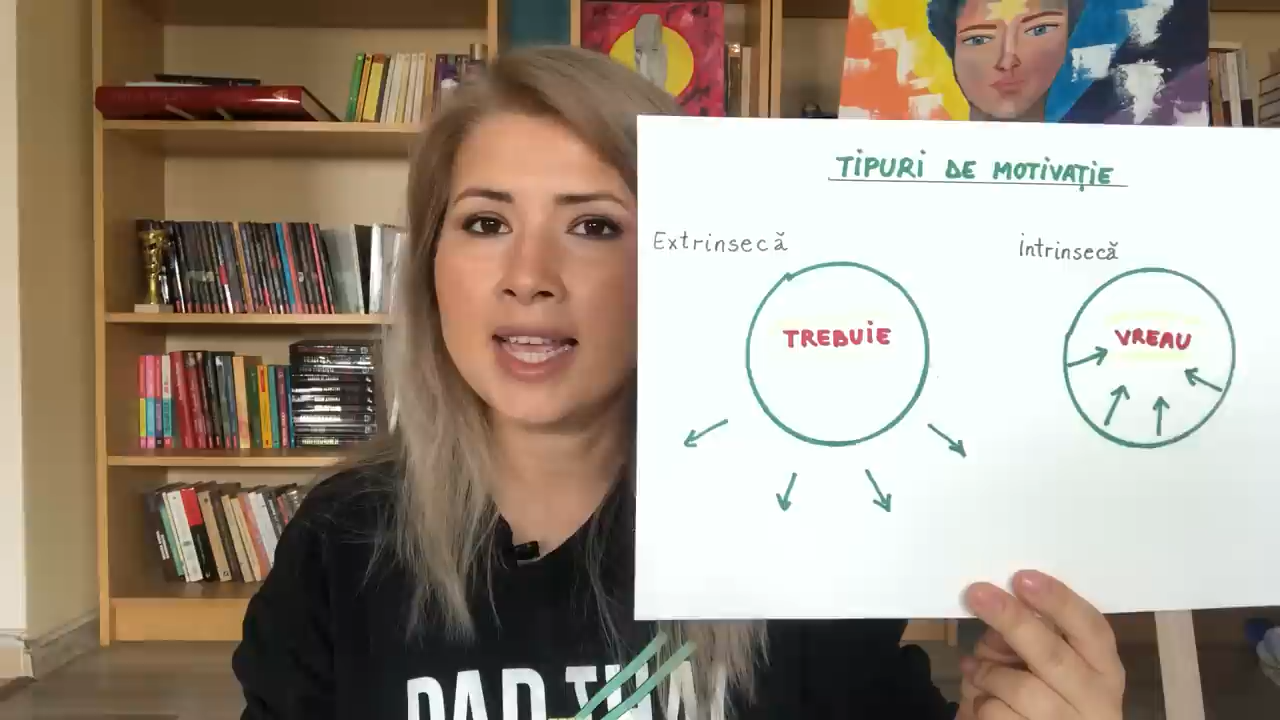 TIPURI DE MOTIVAȚIE
Extrinsecă
Intrinsecă
TREBUIE
VREAU